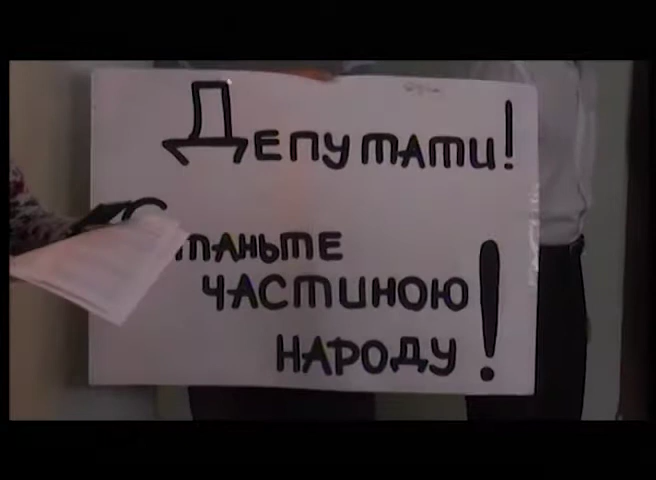 Депутати!
таньте
частиною
народу!